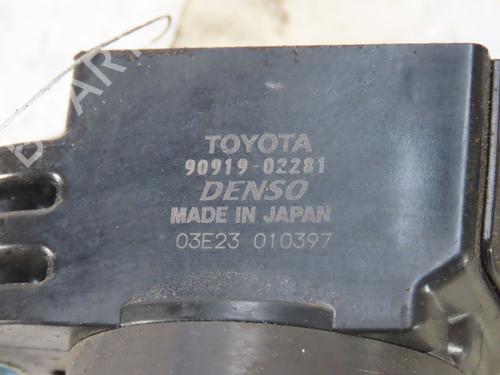 TOYOTA
90919-02281
DENSO
MADE IN JAPAN
03E23 010397